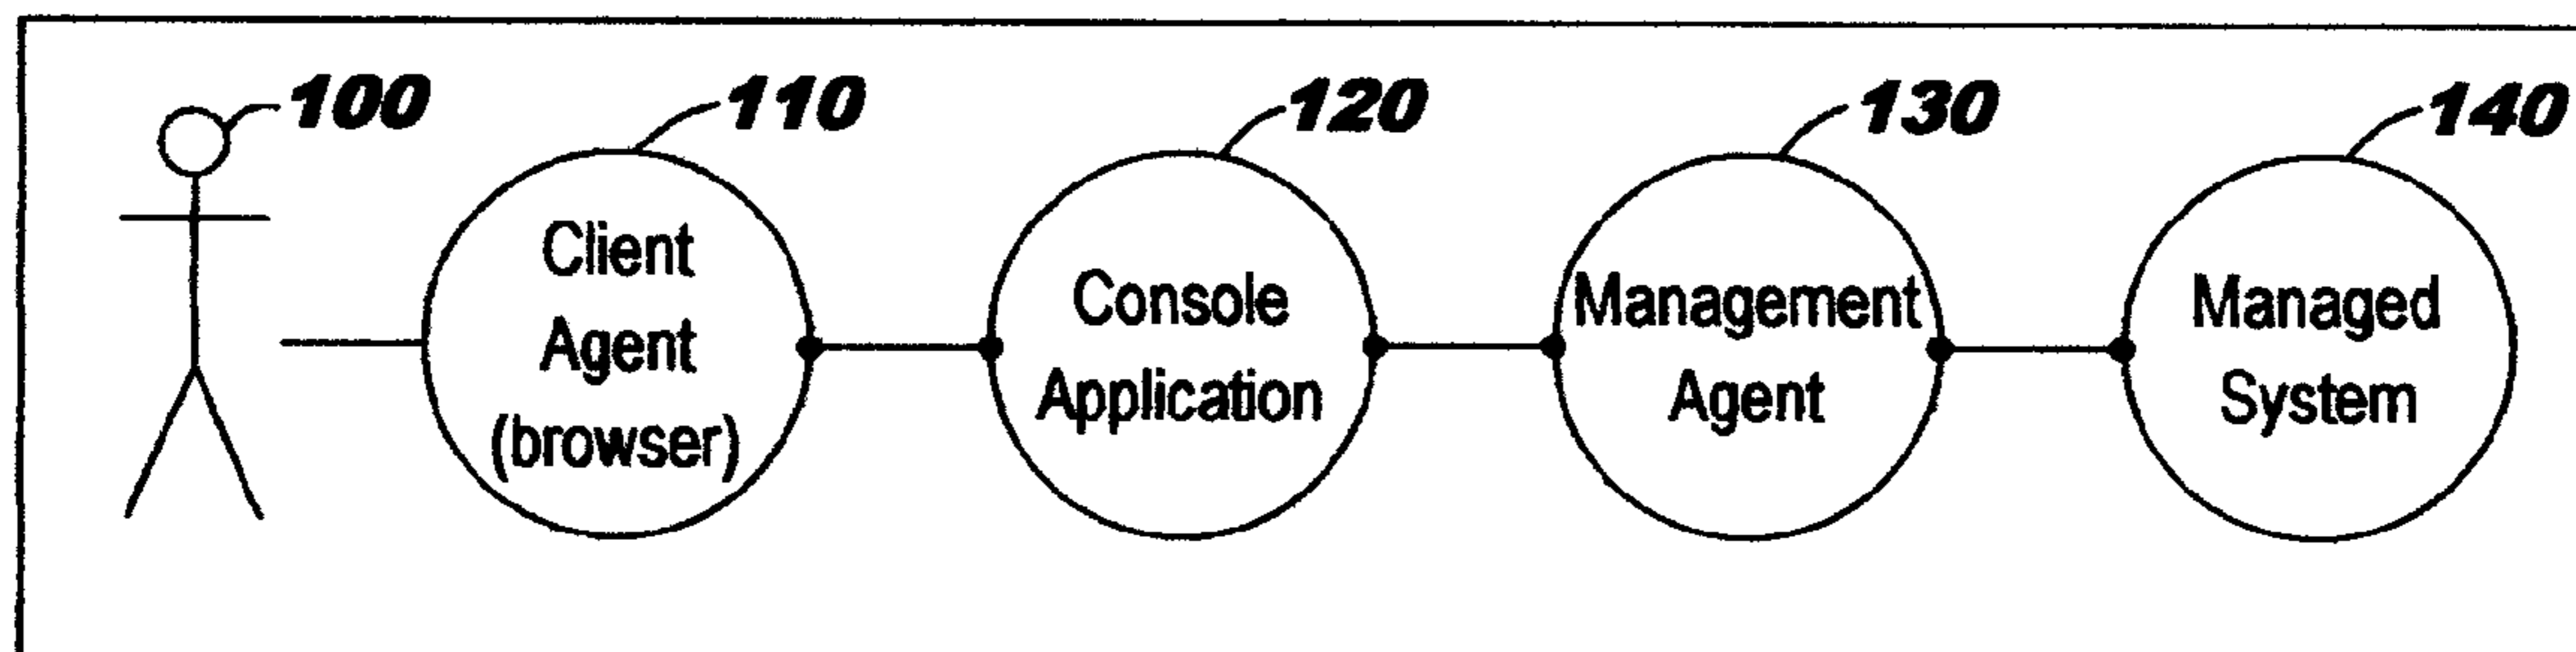 100
110
120
130
140
Client
Agent
(browser)
Console
Application
Management
Agent
Managed
System